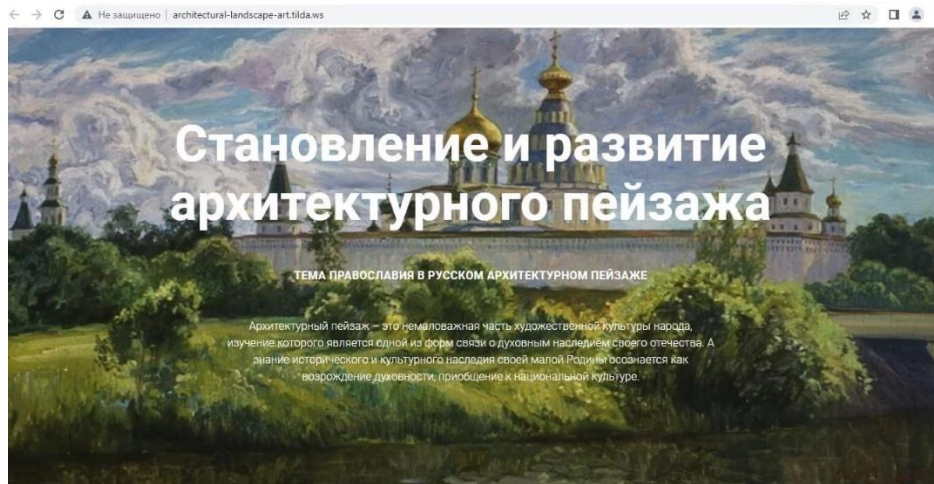 Не защищено | architectural-landscape-art.tilda.ws
Становление и развитие
архитектурного пейзажа
ТЕМА ПРАВОСЛАВИЯ В РУССКОМ АРХИТЕКТУРНОМ ПЕЙЗАЖЕ
Архитектурный пейзаж – это немаловажная часть художественной культуры народа,
изучение которого является одной из форм связи о духовным наследием своего отечества. А
знание исторического и культурного наследия своей малой Родины осознается как
возрождение духовности, приобщение к национальной культуре.